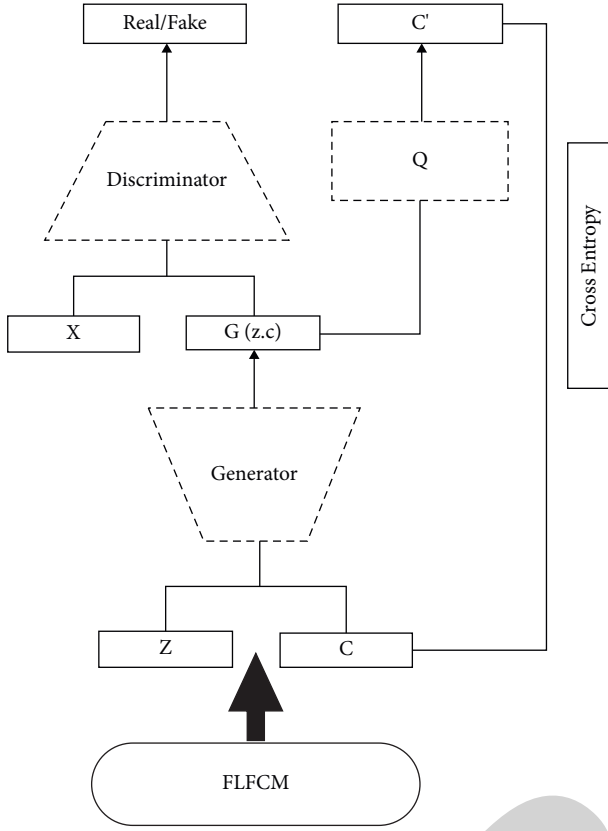 Real/Fake
C'
Discriminator
Q
Cross Entropy
X
G (z.c)
Generator
Z
C
FLFCM